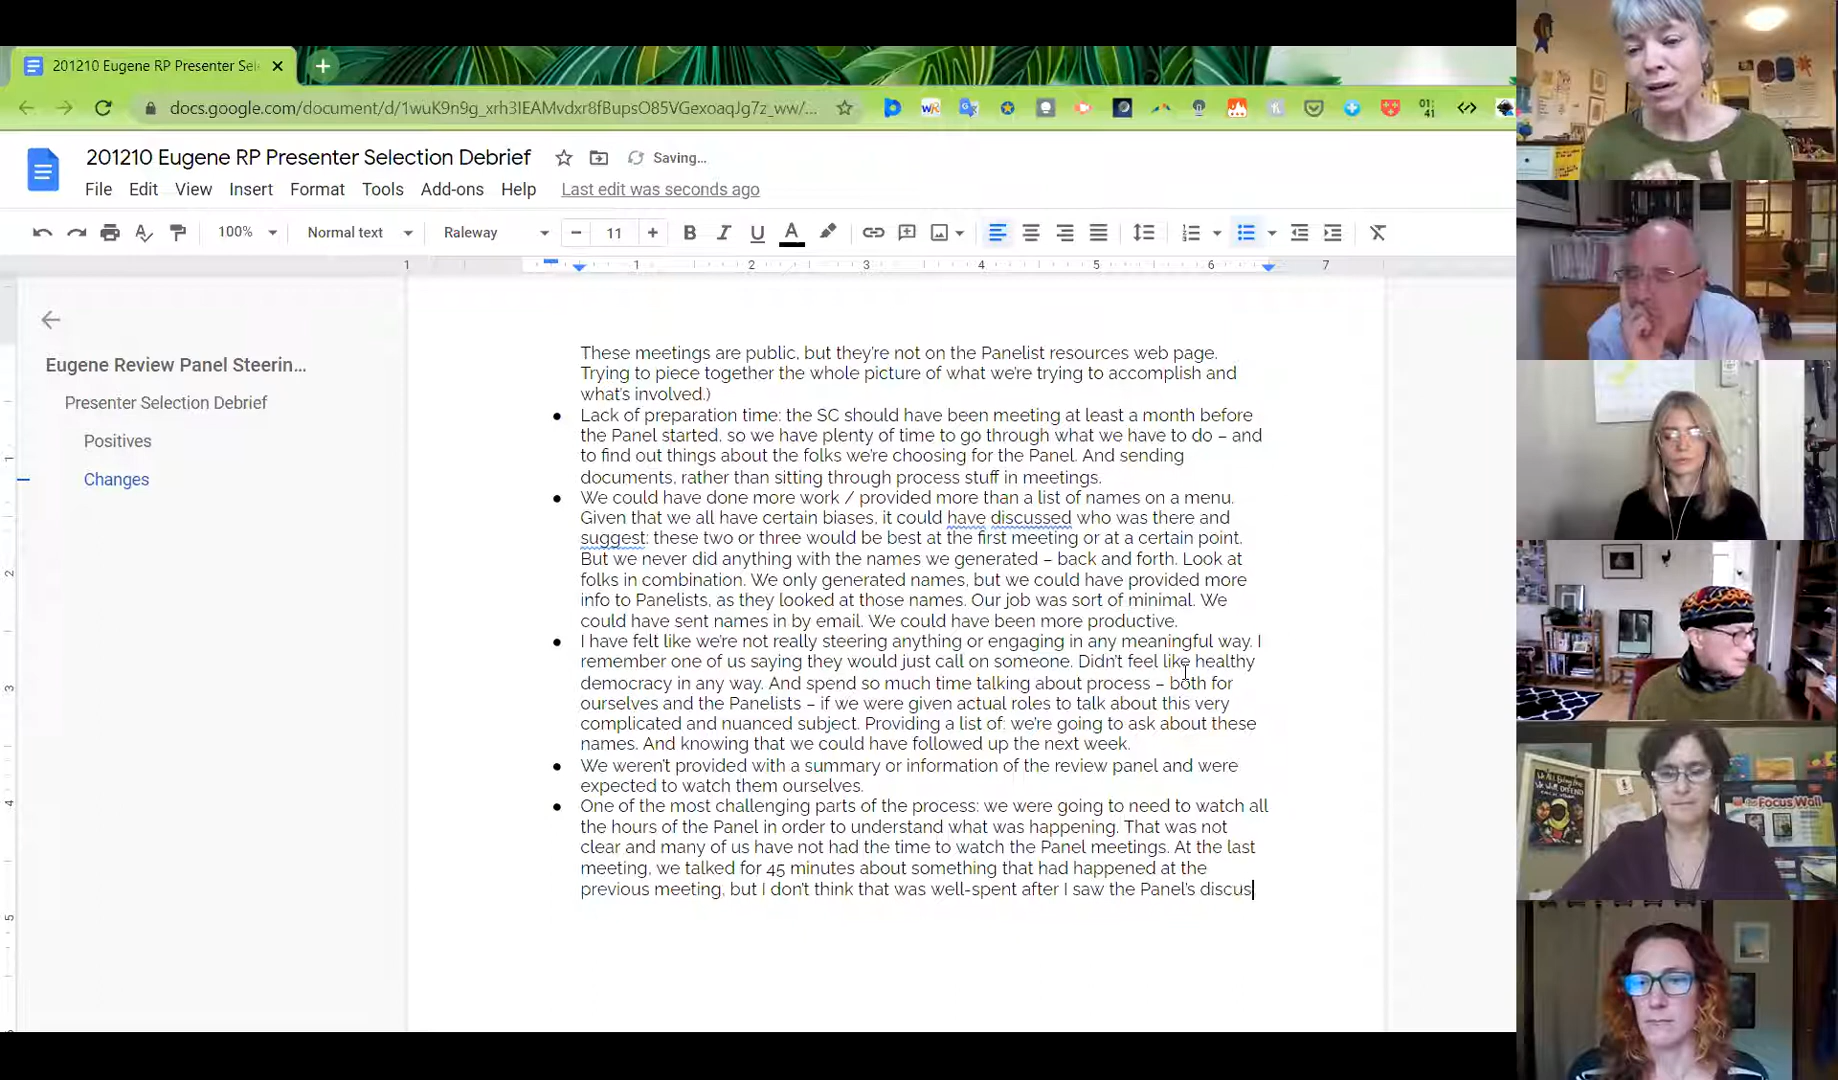 201210 Eugene RP Presenter Sel
docs.google.com/document/d/1wuK9n9g_xrh3IEAMvdxr8fBupsO85VGexoaqJg7z_ww/...
01:
41
201210 Eugene RP Presenter Selection Debrief
Saving...
File Edit View Insert Format Tools Add-ons Help Last edit was seconds ago
100% Normal text Raleway 11
1 1 2 3 4 5 6 7
Eugene Review Panel Steerin...
Presenter Selection Debrief
Positives
Changes
1
2
3
4
5
These meetings are public, but they're not on the Panelist resources web page.
Trying to piece together the whole picture of what we're trying to accomplish and
what's involved.)
● Lack of preparation time: the SC should have been meeting at least a month before
the Panel started, so we have plenty of time to go through what we have to do – and
to find out things about the folks we're choosing for the Panel. And sending
documents, rather than sitting through process stuff in meetings.
● We could have done more work / provided more than a list of names on a menu.
Given that we all have certain biases, it could have discussed who was there and
suggest: these two or three would be best at the first meeting or at a certain point.
But we never did anything with the names we generated – back and forth. Look at
folks in combination. We only generated names, but we could have provided more
info to Panelists, as they looked at those names. Our job was sort of minimal. We
could have sent names in by email. We could have been more productive.
● I have felt like we're not really steering anything or engaging in any meaningful way. I
remember one of us saying they would just call on someone. Didn't feel like healthy
democracy in any way. And spend so much time talking about process – both for
ourselves and the Panelists – if we were given actual roles to talk about this very
complicated and nuanced subject. Providing a list of: we're going to ask about these
names. And knowing that we could have followed up the next week.
● We weren't provided with a summary or information of the review panel and were
expected to watch them ourselves.
● One of the most challenging parts of the process: we were going to need to watch all
the hours of the Panel in order to understand what was happening. That was not
clear and many of us have not had the time to watch the Panel meetings. At the last
meeting, we talked for 45 minutes about something that had happened at the
previous meeting, but I don't think that was well-spent after I saw the Panel's discus
Focus Wall